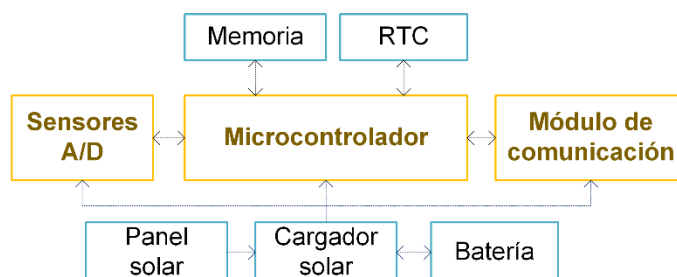 Memoria
RTC
Sensores
A/D
Microcontrolador
Módulo de
comunicación
Panel
solar
Cargador
solar
Batería